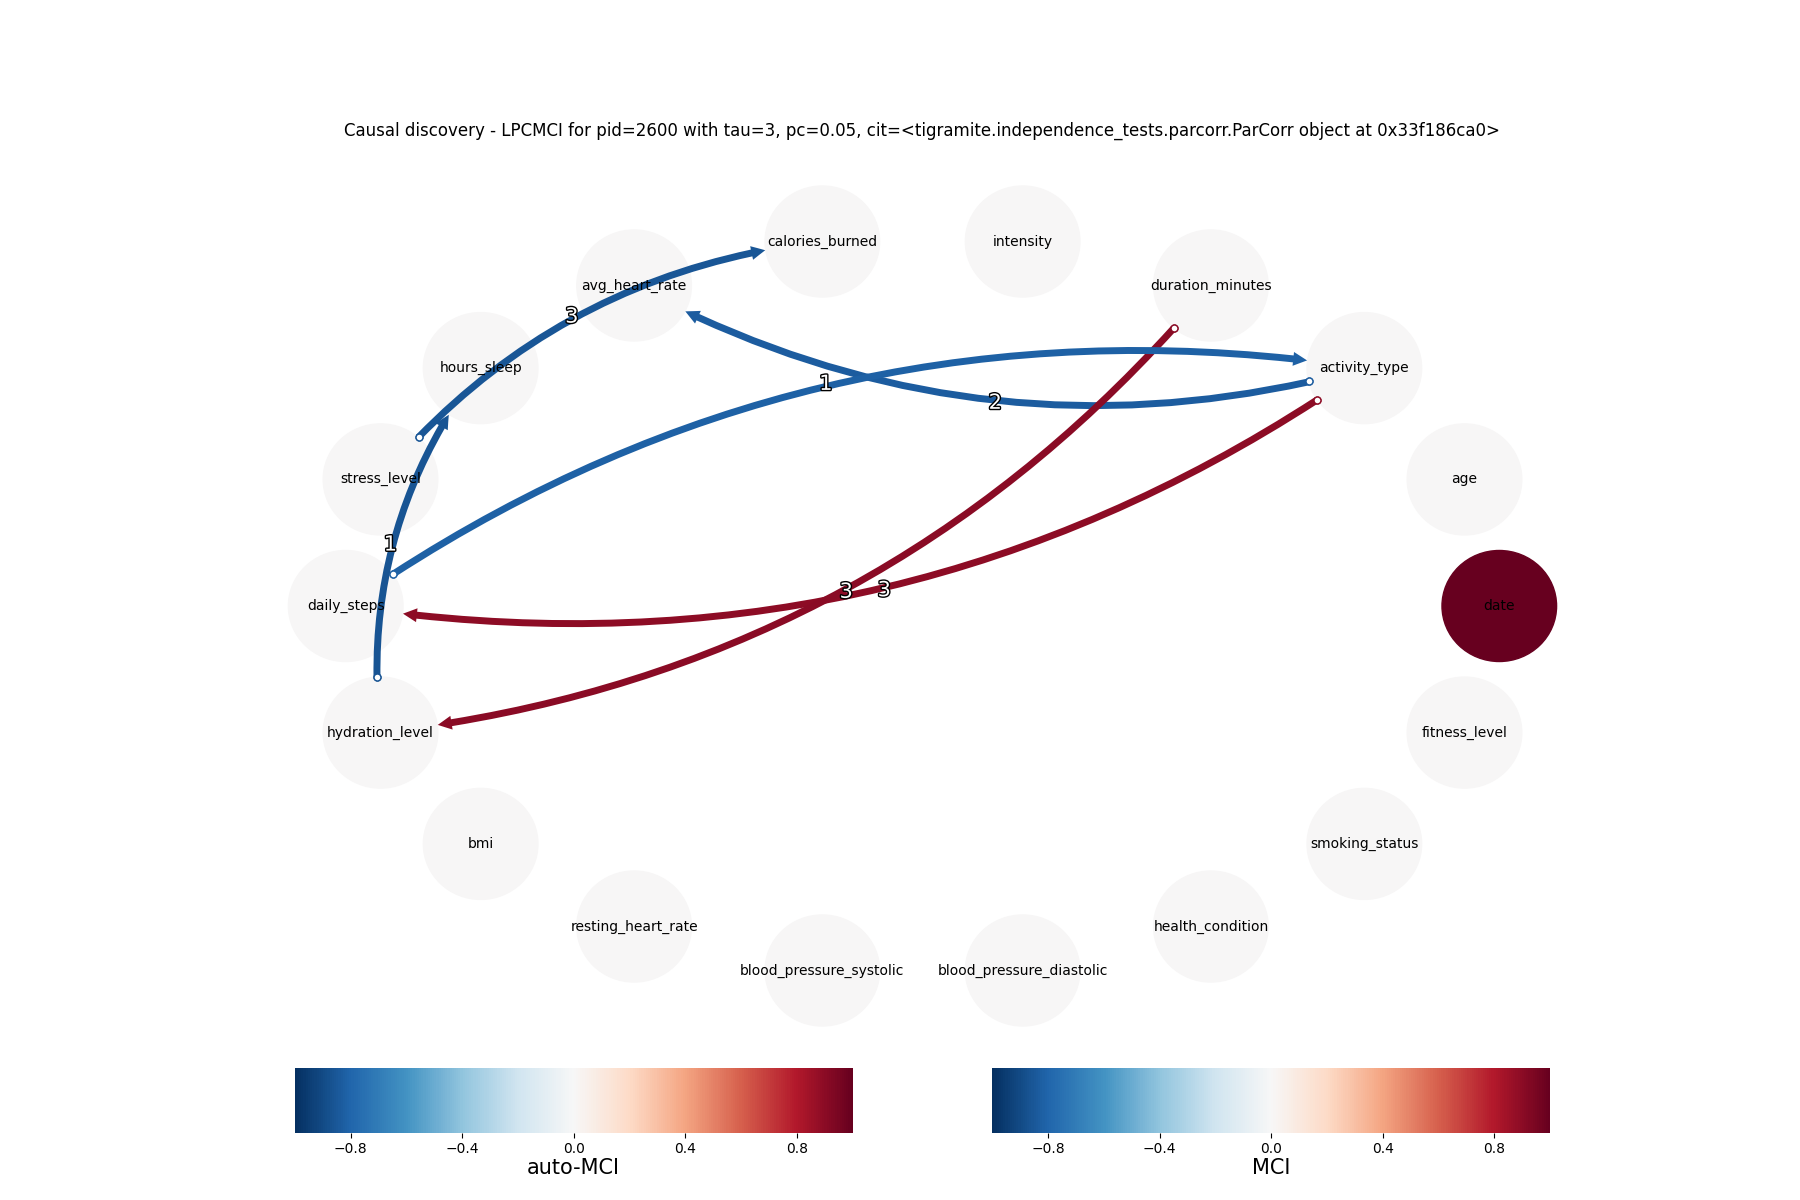 Causal discovery - LPCMCI for pid=2600 with tau=3, pc=0.05, cit=<tigramite.independence_tests.parcorr.ParCorr object at 0x33f186ca0>
calories_burned
intensity
avg_heart_rate
duration_minutes
3
hours_sleep
activity_type
1
2
stress_level
age
1
3
3
daily_steps
date
hydration_level
fitness_level
bmi
smoking_status
resting_heart_rate
health_condition
blood_pressure_systolic
blood_pressure_diastolic
−0.8 −0.4 0.0 0.4 0.8
auto-MCI
−0.8 −0.4 0.0 0.4 0.8
MCI